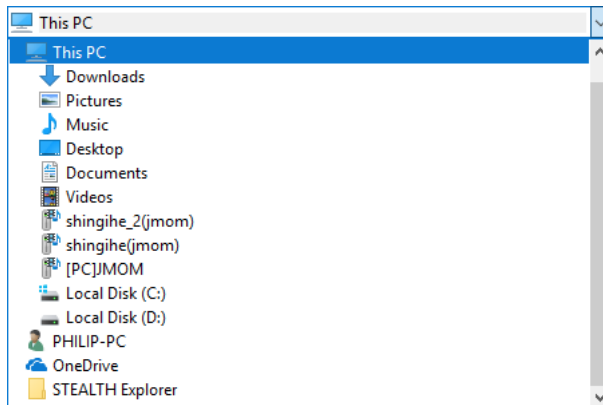 This PC
This PC
Downloads
Pictures
Music
Desktop
Documents
Videos
shingihe_2(jmom)
shingihe(jmom)
[PC]JMOM
Local Disk (C:)
Local Disk (D:)
PHILIP-PC
OneDrive
STEALTH Explorer